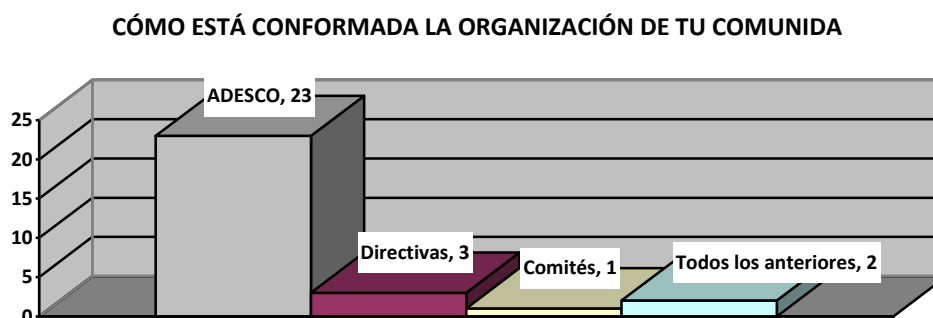 CÓMO ESTÁ CONFORMADA LA ORGANIZACIÓN DE TU COMUNIDA
ADESCO, 23
25
20
15
10
Directivas, 3
Comités, 1
Todos los anteriores, 2
5
0